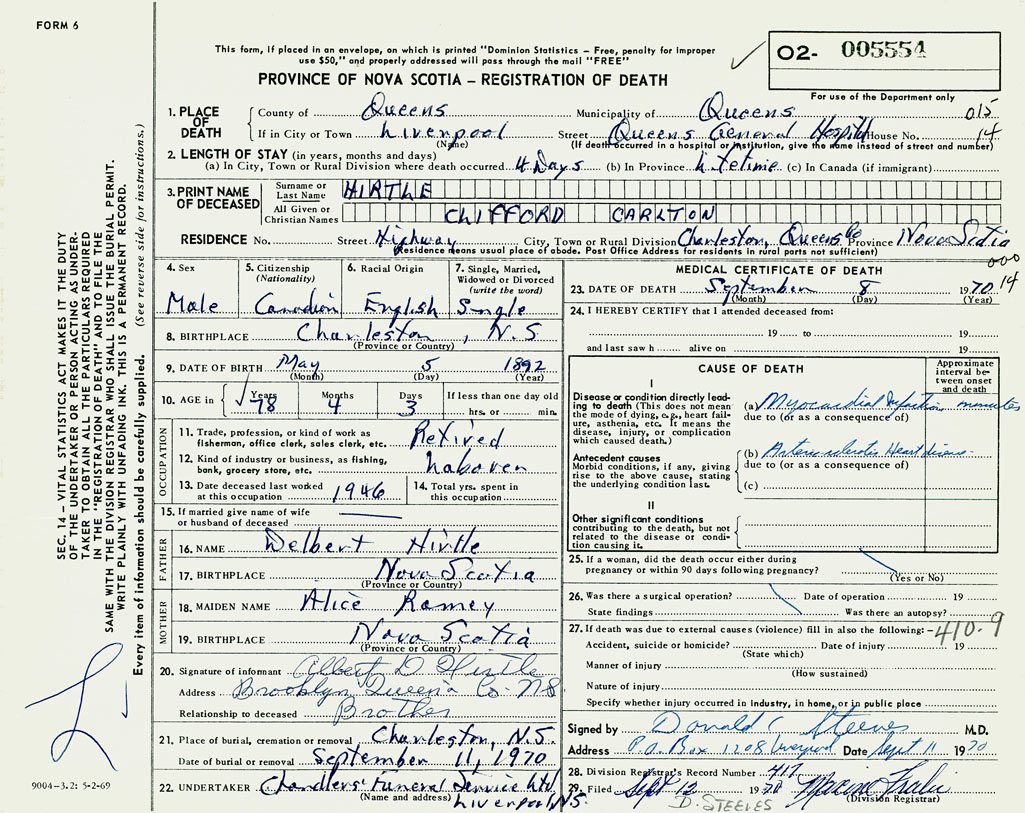 FORM 6
This form, if placed in an envelope, on which is printed "Dominion Statistics – Free, penalty for improper
use $50," and properly addressed will pass through the mail "FREE"
PROVINCE OF NOVA SCOTIA – REGISTRATION OF DEATH
02- 005554
For use of the Department only
015
14
1. PLACE OF DEATH
County of Queens Municipality of Queens
If in City or Town Liverpool Street Queens General Hospital House No.
(Name) (If death occurred in a hospital or institution, give the name instead of street and number)
2. LENGTH OF STAY (in years, months and days)
(a) In City, Town or Rural Division where death occurred 4 Days (b) In Province Lifetime (c) In Canada (if immigrant)
3. PRINT NAME OF DECEASED
Surname or Last Name HIRTLE
All Given or Christian Names CLIFFORD CARLTON
RESIDENCE No. Street Highway City, Town or Rural Division Charleston, Queens Co Province Nova Scotia
(Residence means usual place of abode. Post Office Address for residents in rural parts not sufficient)
000
14
4. Sex
Male
5. Citizenship
(Nationality)
Canadian
6. Racial Origin
English
7. Single, Married,
Widowed or Divorced
(write the word)
Single
8. BIRTHPLACE Charleston, N.S
(Province or Country)
9. DATE OF BIRTH May 5 1892
(Month) (Day) (Year)
10. AGE in Years Months Days If less than one day old
78 4 3 hrs. or min.
OCCUPATION
11. Trade, profession, or kind of work as
fisherman, office clerk, sales clerk, etc. Retired
12. Kind of industry or business, as fishing,
bank, grocery store, etc. Laborer
13. Date deceased last worked
at this occupation 1946
14. Total yrs. spent in
this occupation
15. If married give name of wife
or husband of deceased
FATHER
16. NAME Delbert Hirtle
17. BIRTHPLACE Nova Scotia
(Province or Country)
MOTHER
18. MAIDEN NAME Alice Ramey
19. BIRTHPLACE Nova Scotia
(Province or Country)
20. Signature of informant Albert D Hirtle
Address Brooklyn Queens Co. NS
Relationship to deceased Brother
21. Place of burial, cremation or removal Charleston, N.S.
Date of burial or removal September 11, 1970
22. UNDERTAKER Chandlers' Funeral Service Ltd
(Name and address) Liverpool, N.S.
MEDICAL CERTIFICATE OF DEATH
23. DATE OF DEATH September 8 1970
(Month) (Day) (Year)
24. I HEREBY CERTIFY that I attended deceased from:
19 to 19
and last saw h alive on 19
CAUSE OF DEATH
Approximate
interval be-
tween onset
and death
I
Disease or condition directly lead-
ing to death (This does not mean
the mode of dying, e.g., heart fail-
ure, asthenia, etc. It means the
disease, injury, or complication
which caused death.)
(a) Myocardial Infarction minutes
due to (or as a consequence of)
Antecedent causes
Morbid conditions, if any, giving
rise to the above cause, stating
the underlying condition last.
(b) Arteriosclerotic Heart disease
due to (or as a consequence of)
(c)
II
Other significant conditions
contributing to the death, but not
related to the disease or condi-
tion causing it.
25. If a woman, did the death occur either during
pregnancy or within 90 days following pregnancy?
(Yes or No)
26. Was there a surgical operation? Date of operation 19
State findings Was there an autopsy?
27. If death was due to external causes (violence) fill in also the following:
410.9
Accident, suicide or homicide? Date of injury 19
(State which)
Manner of injury
(How sustained)
Nature of injury
Specify whether injury occurred in Industry, in home, or in public place
Signed by Donald C Steeves M.D.
Address P.O. Box 1208 Liverpool Date Sept 11 1970
28. Division Registrar's Record Number 417
29. Filed Sept 12 1970
(Division Registrar)
D. STEEVES
SEC. 14 – VITAL STATISTICS ACT MAKES IT THE DUTY
OF THE UNDERTAKER OR PERSON ACTING AS UNDER-
TAKER TO OBTAIN ALL THE PARTICULARS REQUIRED
IN THE "REGISTRATION OF DEATH" AND TO FILE THE
SAME WITH THE DIVISION REGISTRAR WHO SHALL ISSUE THE BURIAL PERMIT.
WRITE PLAINLY WITH UNFADING INK. THIS IS A PERMANENT RECORD.
Every item of information should be carefully supplied. (See reverse side for instructions.)
9004-3.2: 5-2-69